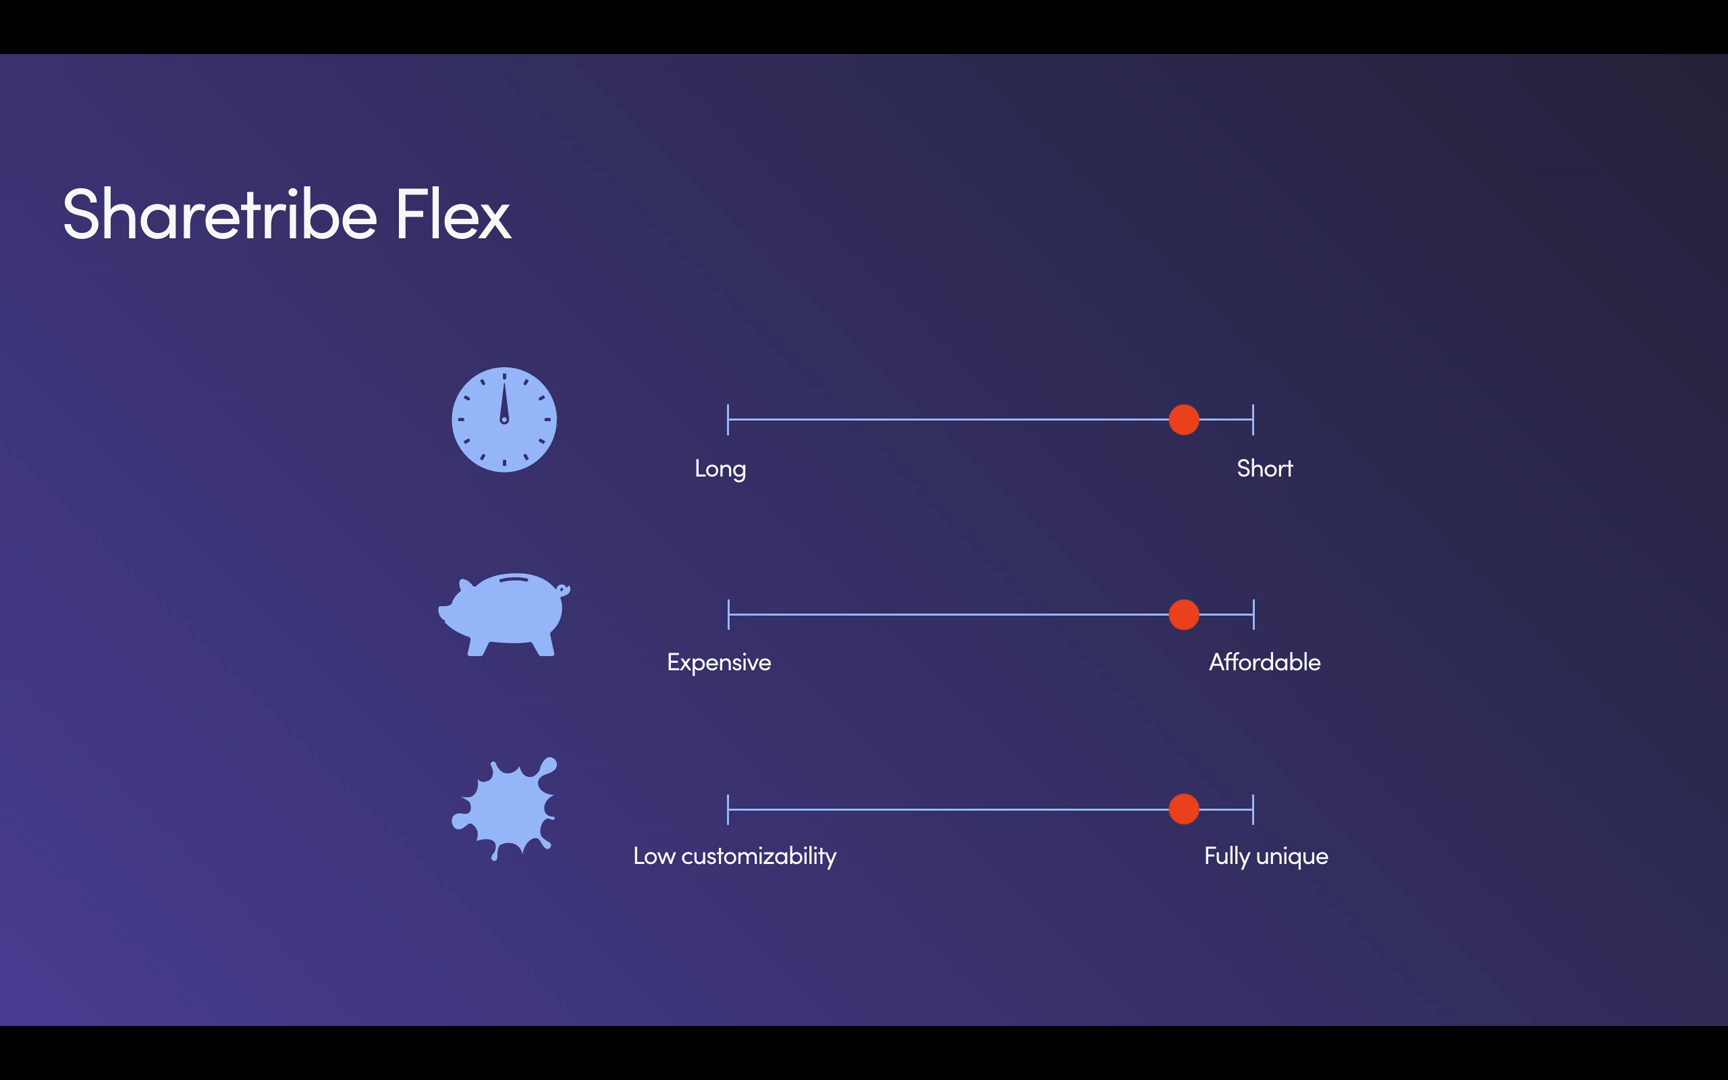 Sharetribe Flex
Long
Short
Expensive
Affordable
Low customizability
Fully unique